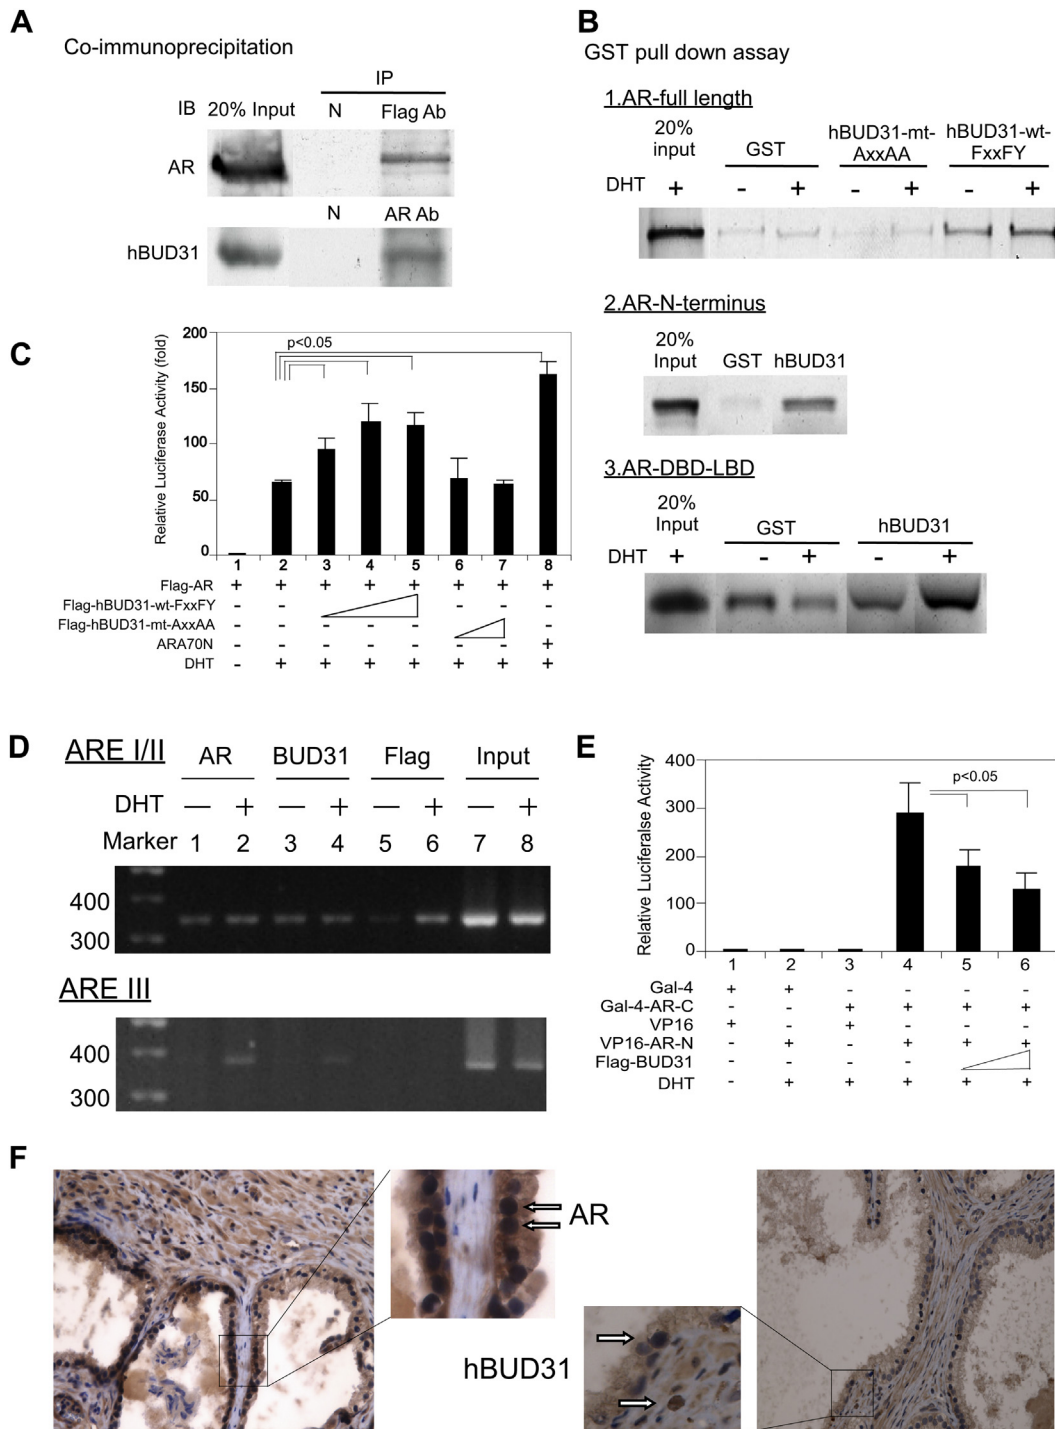 A
Co-immunoprecipitation
IP
IB 20% Input N Flag Ab
AR
N AR Ab
hBUD31
B
GST pull down assay
1.AR-full length
20% input GST hBUD31-mt-AxxAA hBUD31-wt-FxxFY
DHT + - + - + - +
2.AR-N-terminus
20% Input GST hBUD31
3.AR-DBD-LBD
20% Input GST hBUD31
DHT + - + - +
C
Relative Luciferase Activity (fold)
200
150
100
50
0
p<0.05
1 2 3 4 5 6 7 8
Flag-AR + + + + + + + +
Flag-hBUD31-wt-FxxFY - - - - -
Flag-hBUD31-mt-AxxAA - - - - - -
ARA70N - - - - - - - +
DHT - + + + + + + +
D
ARE I/II AR BUD31 Flag Input
DHT — + — + — + — +
Marker 1 2 3 4 5 6 7 8
400
300
ARE III
400
300
E
Relative Luciferalse Activity
400
300
200
100
0
p<0.05
1 2 3 4 5 6
Gal-4 + + - - - -
Gal-4-AR-C - - + + + +
VP16 + - + - - -
VP16-AR-N - + - + + +
Flag-BUD31 - - - -
DHT - + + + + +
F
AR
hBUD31